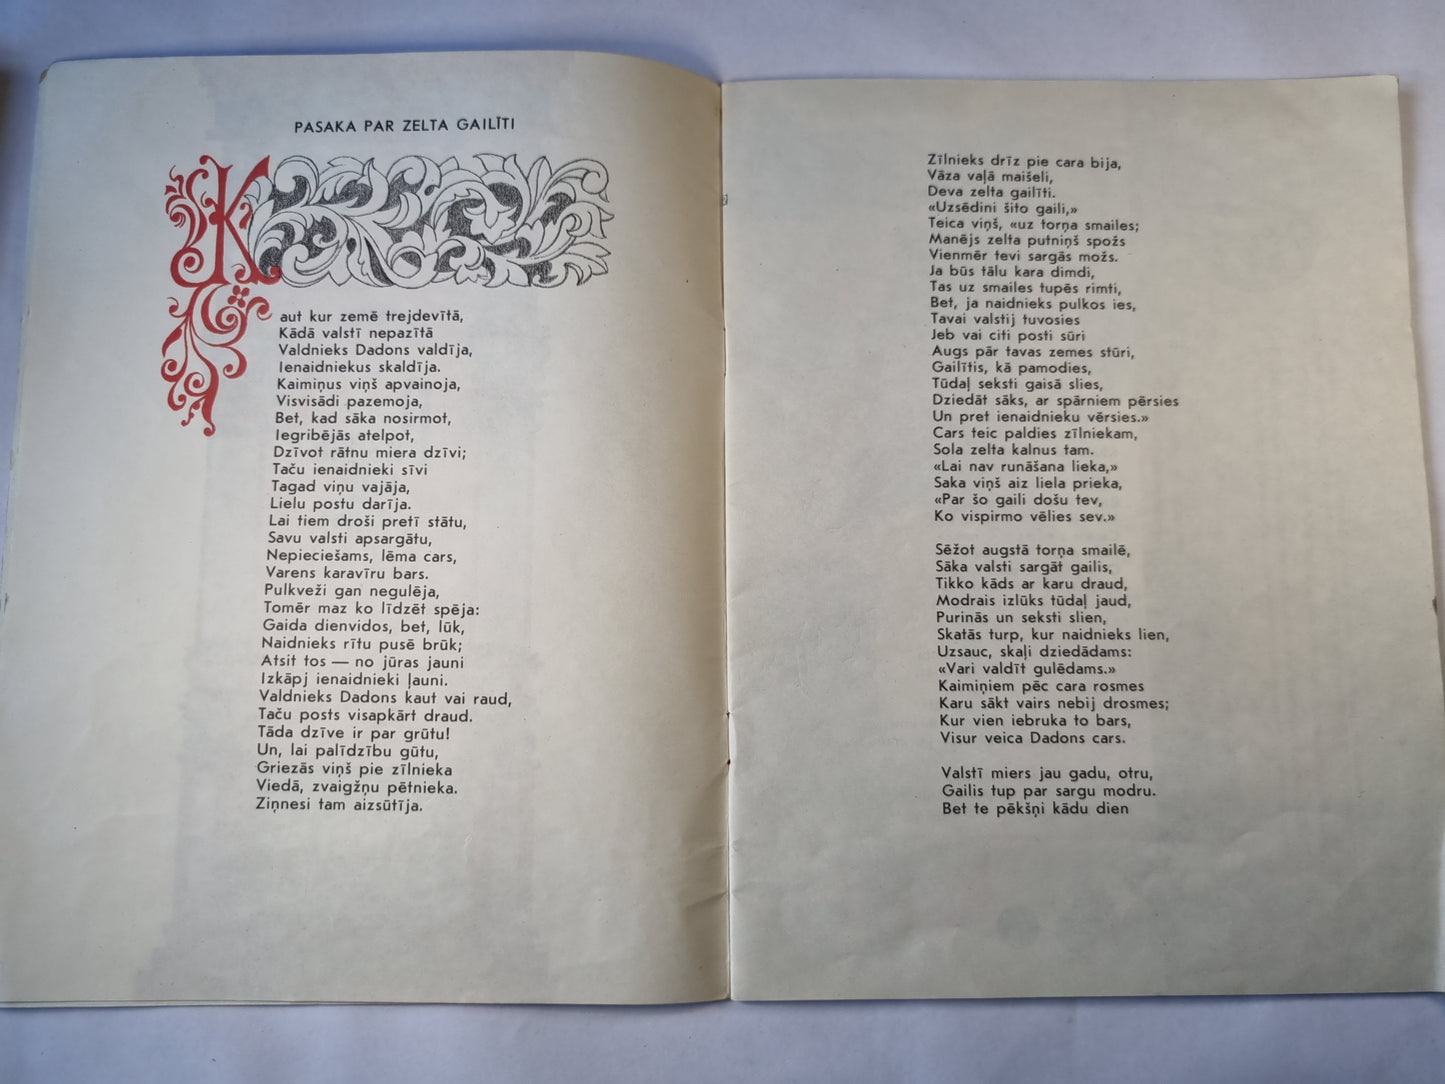 PASAKA PAR ZELTA GAILĪTI
Kaut kur zemē trejdevītā,
Kādā valstī nepazītā
Valdnieks Dadons valdīja,
Ienaidniekus skaldīja.
Kaimiņus viņš apvainoja,
Visvisādi pazemoja,
Bet, kad sāka nosirmot,
Iegribējās atelpot,
Dzīvot rātnu miera dzīvi;
Taču ienaidnieki sīvi
Tagad viņu vajāja,
Lielu postu darīja.
Lai tiem droši pretī stātu,
Savu valsti apsargātu,
Nepieciešams, lēma cars,
Varens karavīru bars.
Pulkveži gan negulēja,
Tomēr maz ko līdzēt spēja:
Gaida dienvidos, bet, lūk,
Naidnieks rītu pusē brūk;
Atsit tos — no jūras jauni
Izkāpj ienaidnieki ļauni.
Valdnieks Dadons kaut vai raud,
Taču posts visapkārt draud.
Tāda dzīve ir par grūtu!
Un, lai palīdzību gūtu,
Griezās viņš pie zīlnieka
Viedā, zvaigžņu pētnieka.
Ziņnesi tam aizsūtīja.
Zīlnieks drīz pie cara bija,
Vāza vaļā maišeli,
Deva zelta gailīti.
«Uzsēdini šito gaili,»
Teica viņš, «uz torņa smailes;
Manējs zelta putniņš spožs
Vienmēr tevi sargās možs.
Ja būs tālu kara dimdi,
Tas uz smailes tupēs rimti,
Bet, ja naidnieks pulkos ies,
Tavai valstij tuvosies
Jeb vai citi posti sūri
Augs pār tavas zemes stūri,
Gailītis, kā pamodies,
Tūdaļ seksti gaisā slies,
Dziedāt sāks, ar spārniem pērsies
Un pret ienaidnieku vērsies.»
Cars teic paldies zīlniekam,
Sola zelta kalnus tam.
«Lai nav runāšana lieka,»
Saka viņš aiz liela prieka,
«Par šo gaili došu tev,
Ko vispirmo vēlies sev.»
Sēžot augstā torņa smailē,
Sāka valsti sargāt gailis,
Tikko kāds ar karu draud,
Modrais izlūks tūdaļ jaud,
Purinās un seksti slien,
Skatās turp, kur naidnieks lien,
Uzsauc, skaļi dziedādams:
«Vari valdīt gulēdams.»
Kaimiņiem pēc cara rosmes
Karu sākt vairs nebij drosmes;
Kur vien iebruka to bars,
Visur veica Dadons cars.
Valstī miers jau gadu, otru,
Gailis tup par sargu modru.
Bet te pēkšņi kādu dien